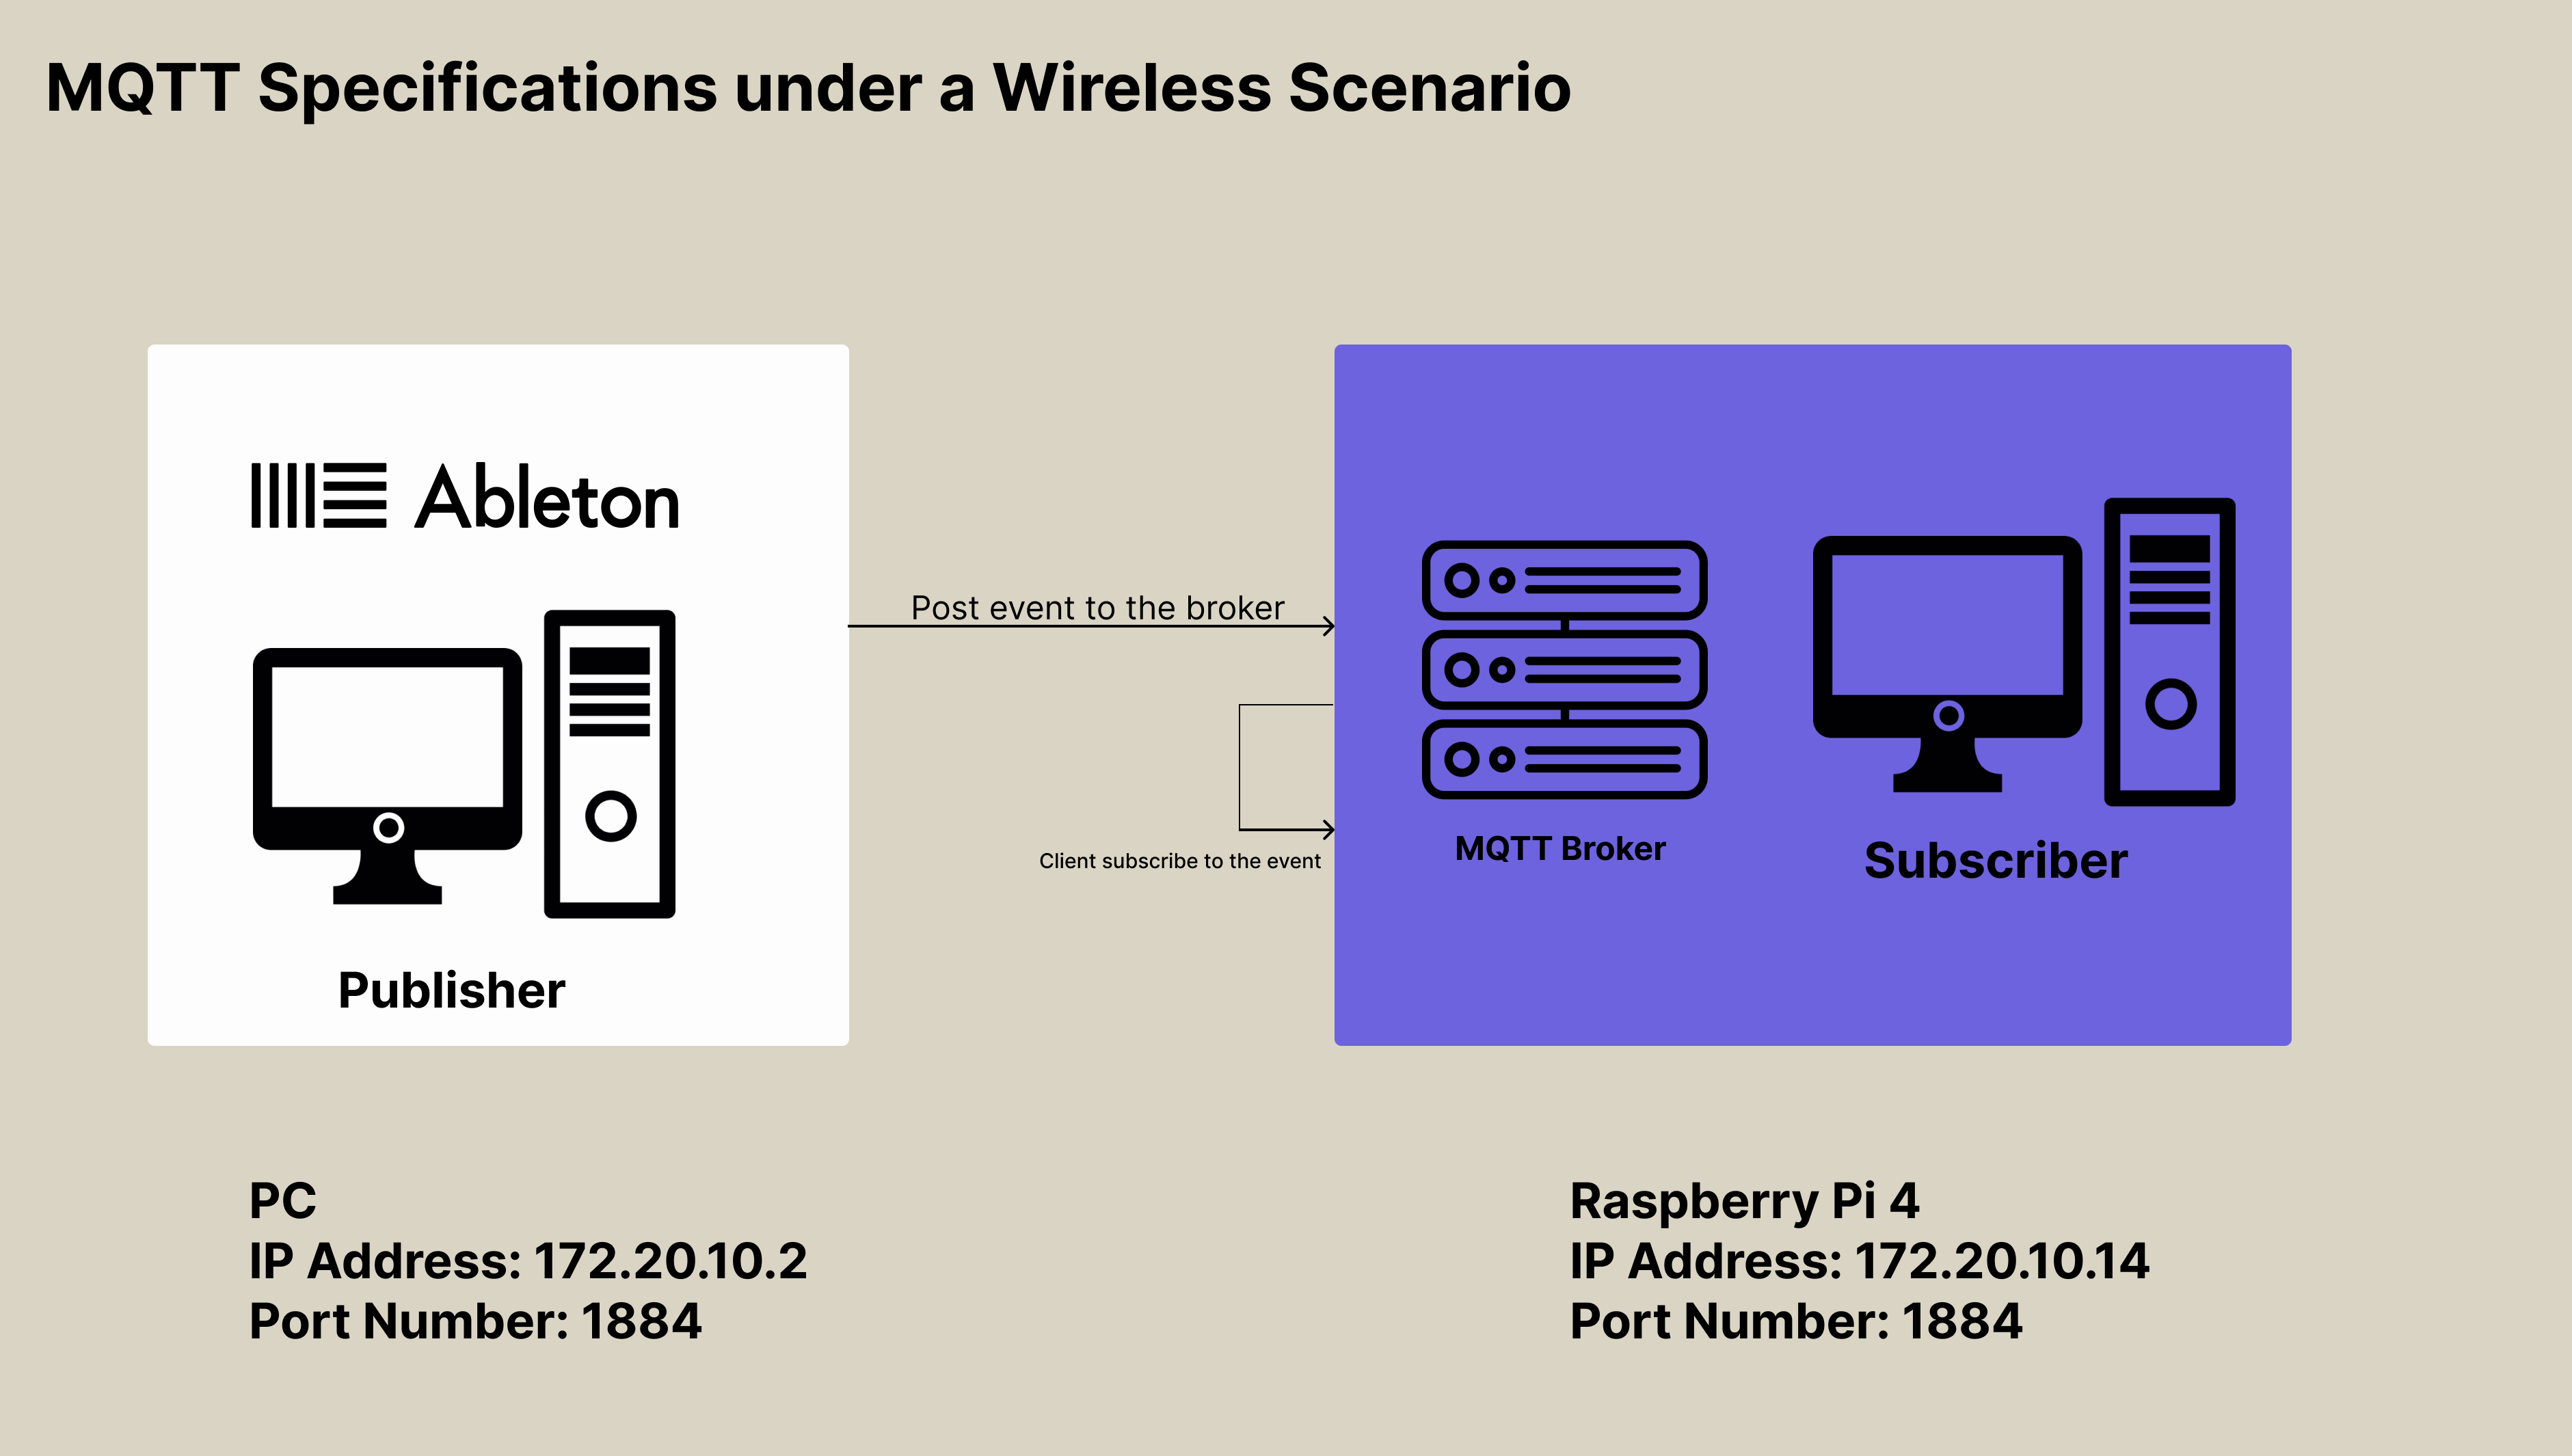 MQTT Specifications under a Wireless Scenario
Ableton
Publisher
Post event to the broker
Client subscribe to the event
MQTT Broker
Subscriber
PC
IP Address: 172.20.10.2
Port Number: 1884
Raspberry Pi 4
IP Address: 172.20.10.14
Port Number: 1884